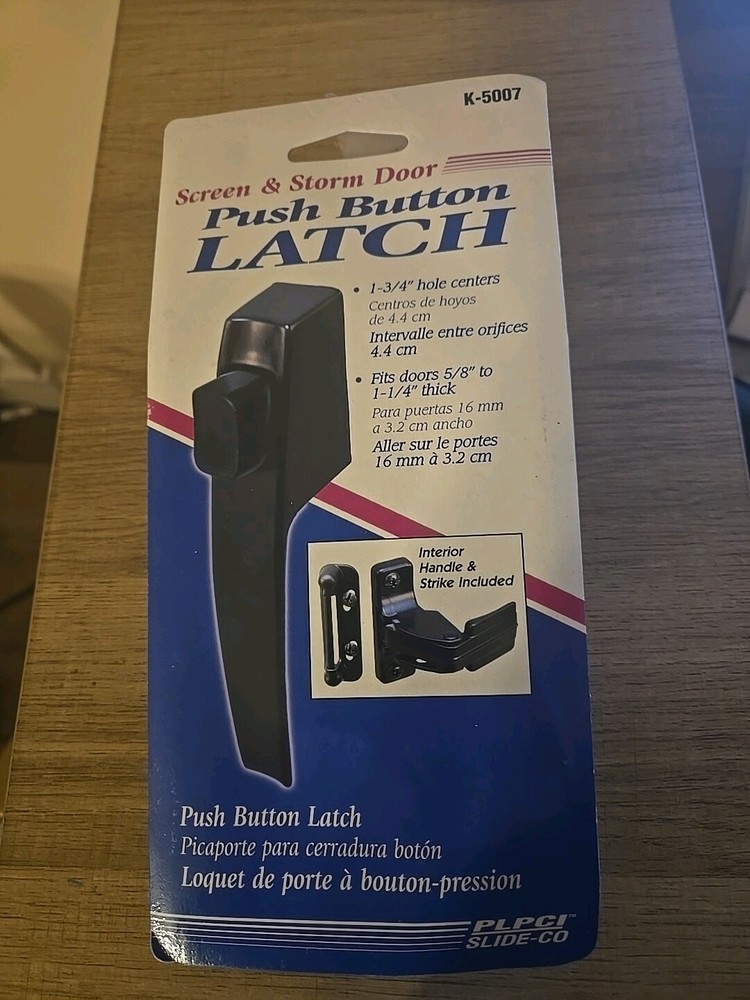 K-5007
Screen & Storm Door
Push Button
LATCH
• 1-3/4" hole centers
Centros de hoyos
de 4.4 cm
Intervalle entre orifices
4.4 cm
• Fits doors 5/8" to
1-1/4" thick
Para puertas 16 mm
a 3.2 cm ancho
Aller sur le portes
16 mm à 3.2 cm
Interior
Handle &
Strike Included
Push Button Latch
Picaporte para cerradura botón
Loquet de porte à bouton-pression
PLPCI™
SLIDE-CO